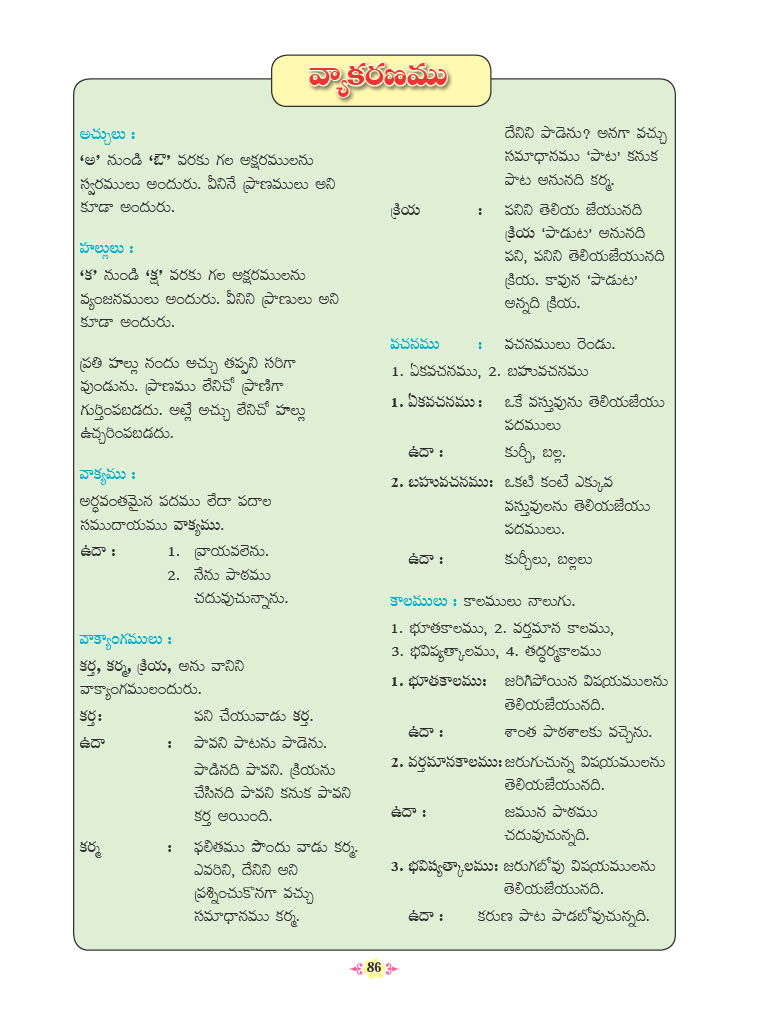 వ్యాకరణము
అచ్చులు :
‘అ’ నుండి ‘ఔ’ వరకు గల అక్షరములను
స్వరములు అందురు. వీనినే ప్రాణములు అని
కూడా అందురు.
హల్లులు :
‘క’ నుండి ‘క్ష’ వరకు గల అక్షరములను
వ్యంజనములు అందురు. వీనిని ప్రాణులు అని
కూడా అందురు.
ప్రతి హల్లు నందు అచ్చు తప్పని సరిగా
వుండును. ప్రాణము లేనిచో ప్రాణిగా
గుర్తింపబడదు. అట్లే అచ్చు లేనిచో హల్లు
ఉచ్చరింపబడదు.
వాక్యము :
అర్థవంతమైన పదము లేదా పదాల
సముదాయము వాక్యము.
ఉదా : 1. వ్రాయవలెను.
2. నేను పాఠము
చదువుచున్నాను.
వాక్యాంగములు :
కర్త, కర్మ, క్రియ, అను వానిని
వాక్యాంగములందురు.
కర్త: పని చేయువాడు కర్త.
ఉదా : పావని పాటను పాడెను.
పాడినది పావని. క్రియను
చేసినది పావని కనుక పావని
కర్త అయింది.
కర్మ : ఫలితము పొందు వాడు కర్మ.
ఎవరిని, దేనిని అని
ప్రశ్నించుకొనగా వచ్చు
సమాధానము కర్మ.
దేనిని పాడెను? అనగా వచ్చు
సమాధానము ‘పాట’ కనుక
పాట అనునది కర్మ.
క్రియ : పనిని తెలియ జేయునది
క్రియ ‘పాడుట’ అనునది
పని, పనిని తెలియజేయునది
క్రియ. కావున ‘పాడుట’
అన్నది క్రియ.
వచనము : వచనములు రెండు.
1. ఏకవచనము, 2. బహువచనము
1. ఏకవచనము : ఒకే వస్తువును తెలియజేయు
పదములు
ఉదా : కుర్చీ, బల్ల.
2. బహువచనము: ఒకటి కంటే ఎక్కువ
వస్తువులను తెలియజేయు
పదములు.
ఉదా : కుర్చీలు, బల్లలు
కాలములు : కాలములు నాలుగు.
1. భూతకాలము, 2. వర్తమాన కాలము,
3. భవిష్యత్కాలము, 4. తద్ధర్మకాలము
1. భూతకాలము: జరిగిపోయిన విషయములను
తెలియజేయునది.
ఉదా : శాంత పాఠశాలకు వచ్చెను.
2. వర్తమానకాలము: జరుగుచున్న విషయములను
తెలియజేయునది.
ఉదా : జమున పాఠము
చదువుచున్నది.
3. భవిష్యత్కాలము: జరుగబోవు విషయములను
తెలియజేయునది.
ఉదా : కరుణ పాట పాడబోవుచున్నది.
86